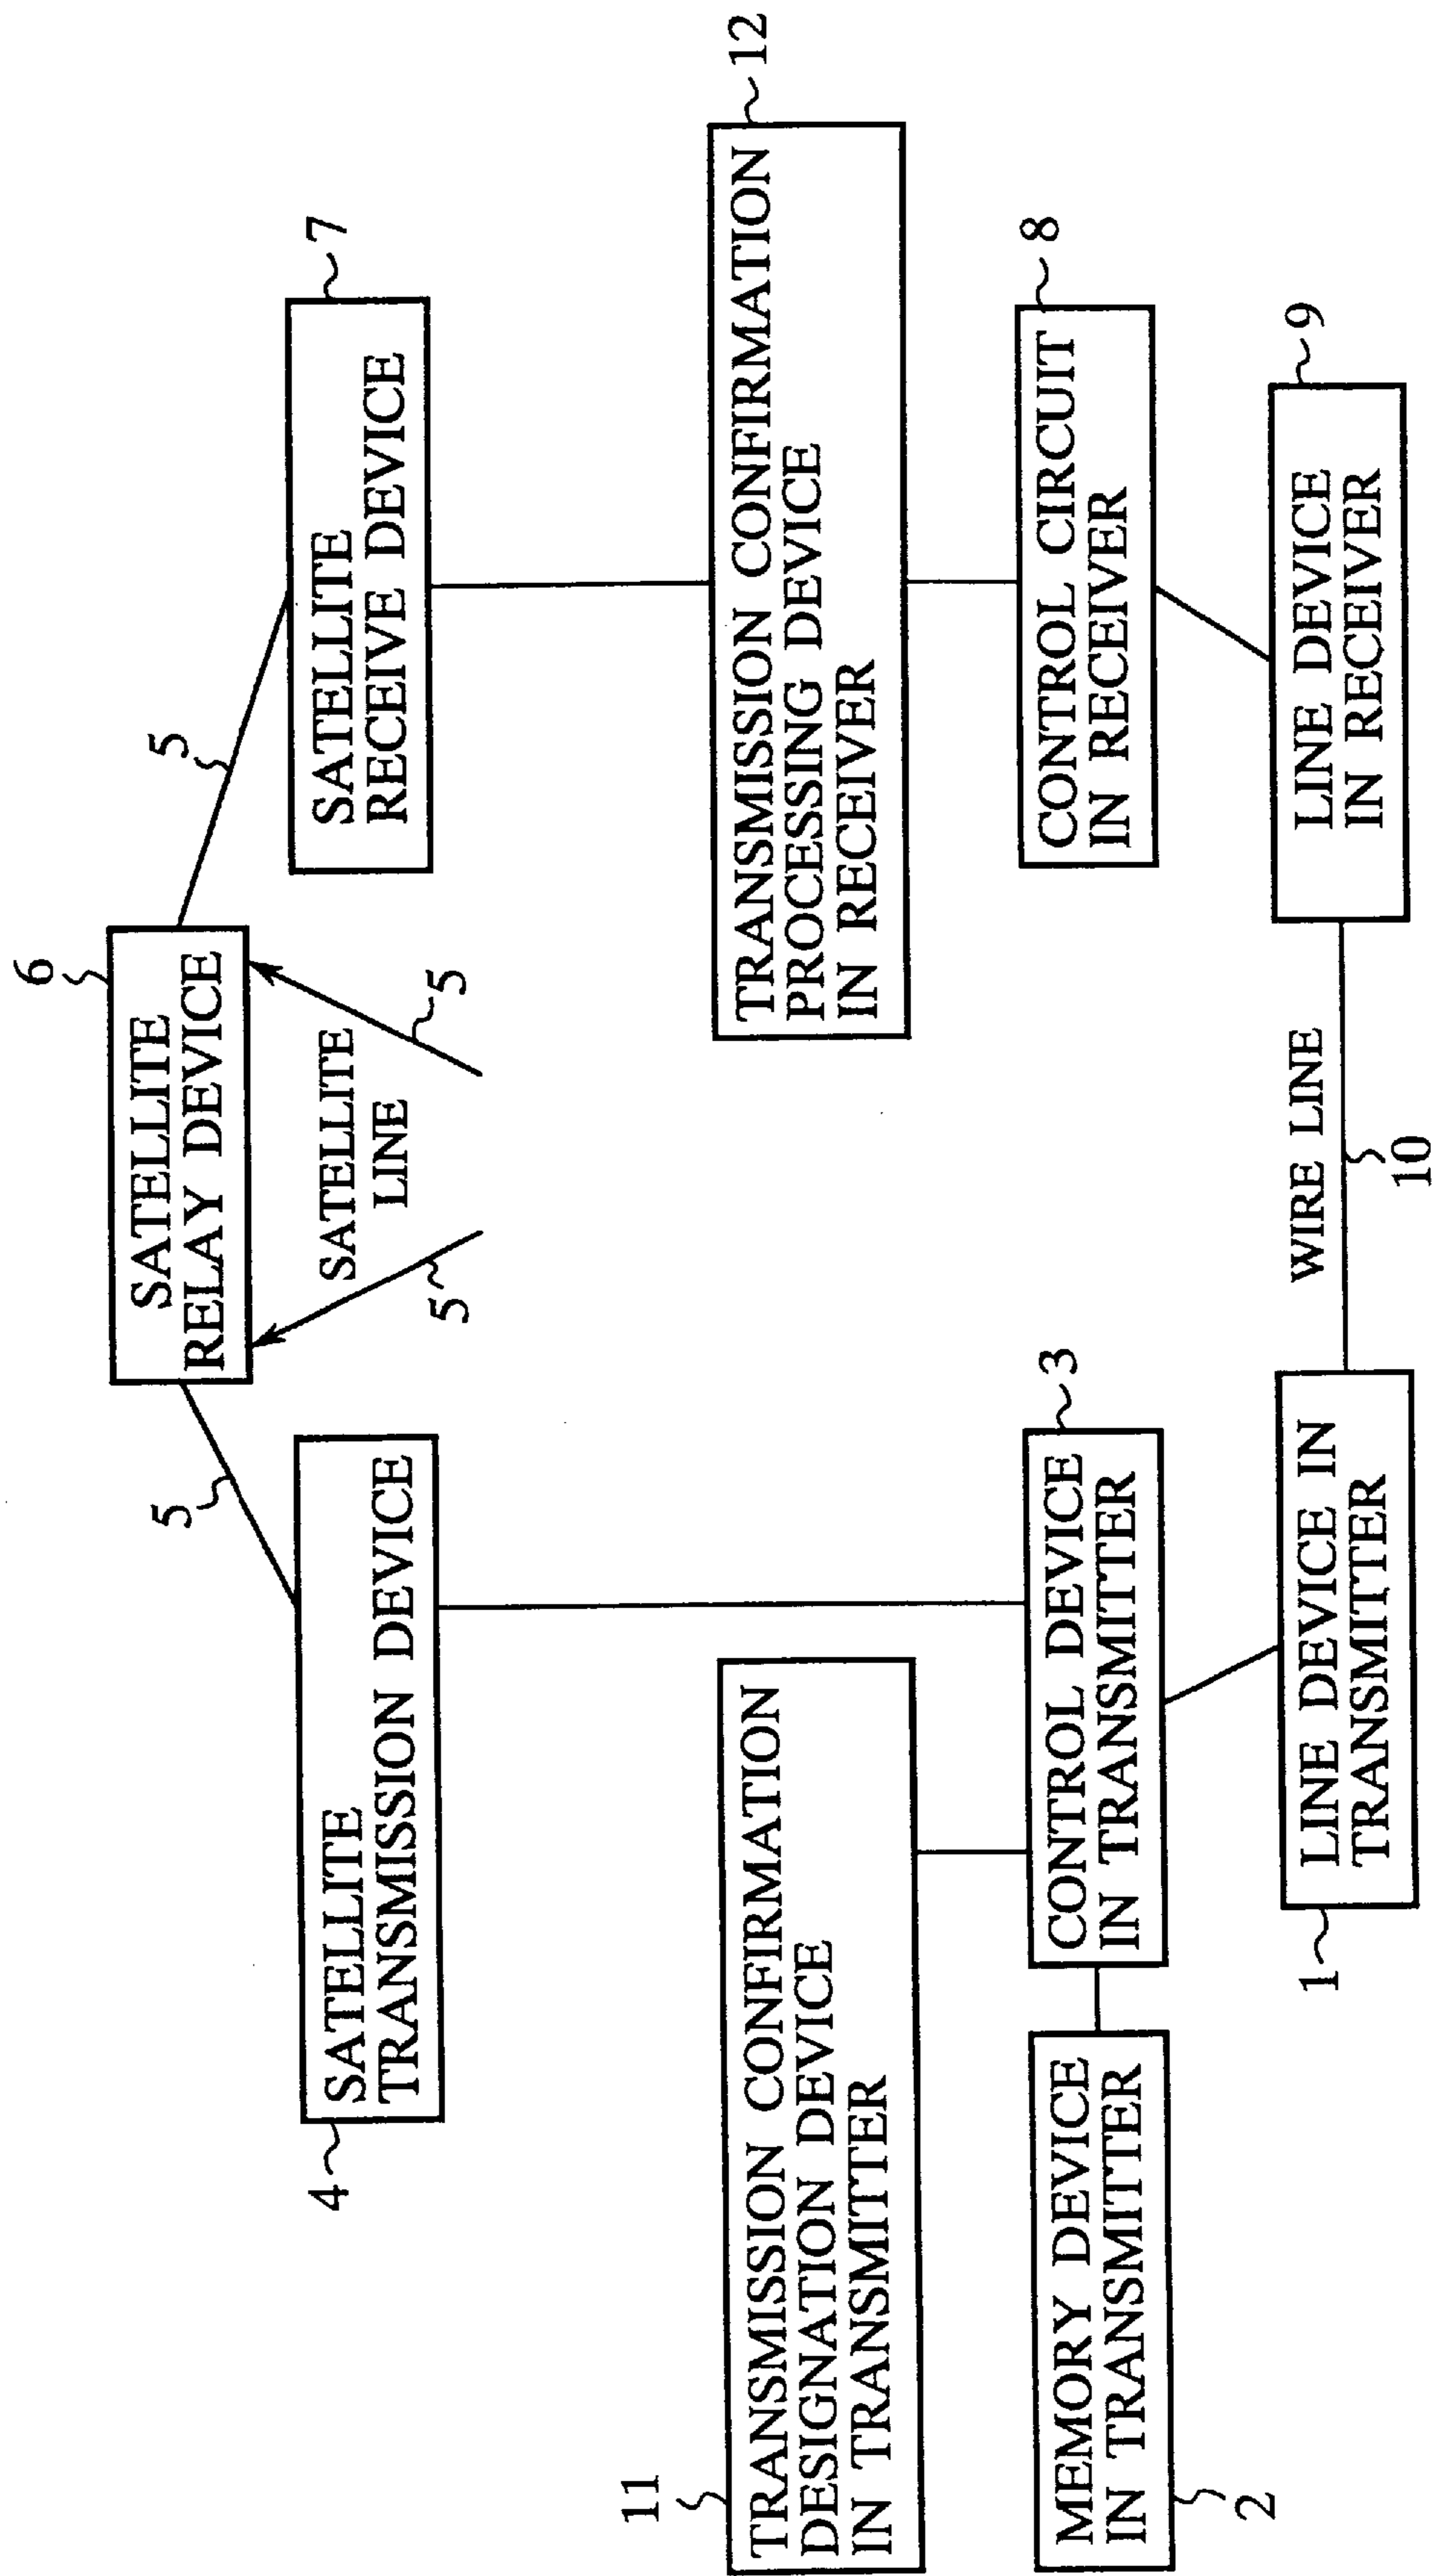 6
SATELLITE
RELAY DEVICE
5
5
SATELLITE
TRANSMISSION DEVICE
4
SATELLITE
LINE
5
5
SATELLITE
RECEIVE DEVICE
7
11
TRANSMISSION CONFIRMATION
DESIGNATION DEVICE
IN TRANSMITTER
TRANSMISSION CONFIRMATION
PROCESSING DEVICE
IN RECEIVER
12
MEMORY DEVICE
IN TRANSMITTER
2
CONTROL DEVICE
IN TRANSMITTER
3
CONTROL CIRCUIT
IN RECEIVER
8
1
LINE DEVICE IN
TRANSMITTER
WIRE LINE
10
LINE DEVICE
IN RECEIVER
9